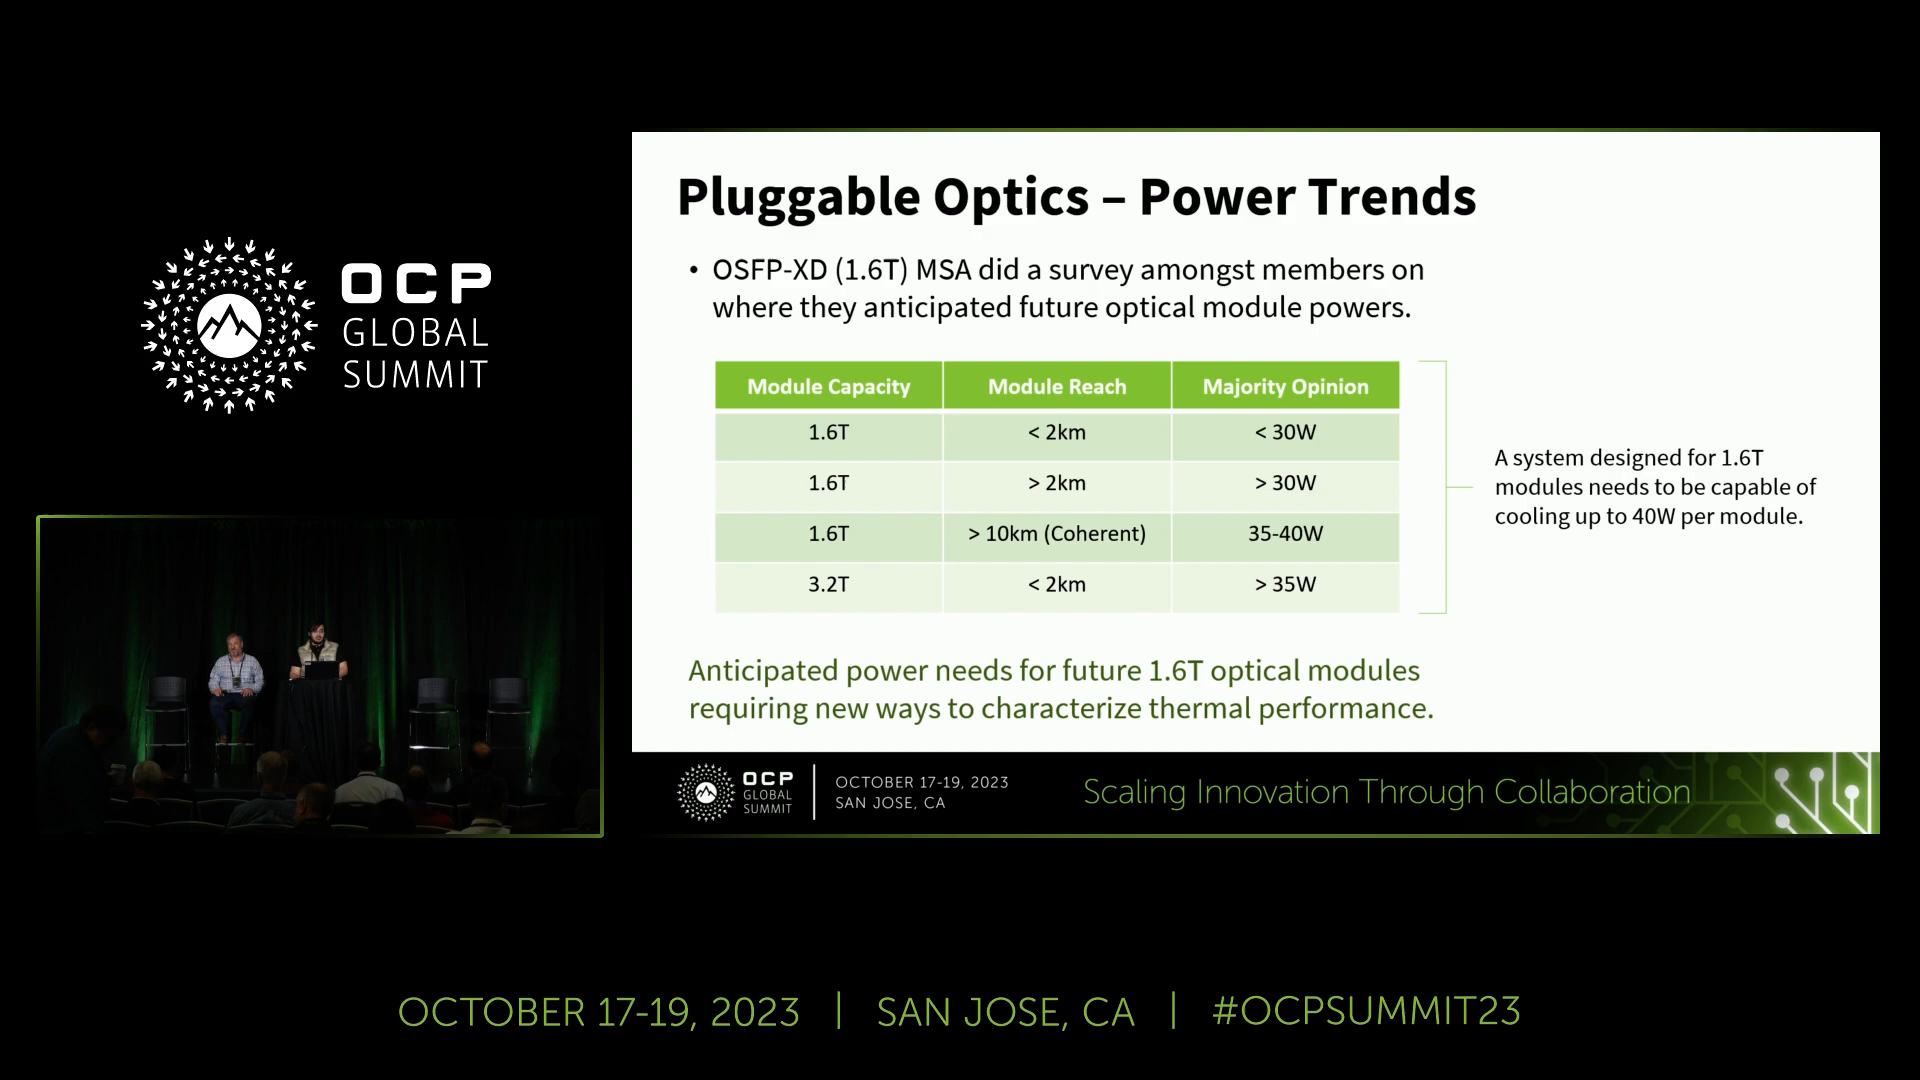 OCP
GLOBAL
SUMMIT
Pluggable Optics – Power Trends
• OSFP-XD (1.6T) MSA did a survey amongst members on
where they anticipated future optical module powers.
Module Capacity Module Reach Majority Opinion
1.6T < 2km < 30W
1.6T > 2km > 30W
1.6T > 10km (Coherent) 35-40W
3.2T < 2km > 35W
A system designed for 1.6T
modules needs to be capable of
cooling up to 40W per module.
Anticipated power needs for future 1.6T optical modules
requiring new ways to characterize thermal performance.
OCP
GLOBAL
SUMMIT
OCTOBER 17-19, 2023
SAN JOSE, CA
Scaling Innovation Through Collaboration
OCTOBER 17-19, 2023 | SAN JOSE, CA | #OCPSUMMIT23